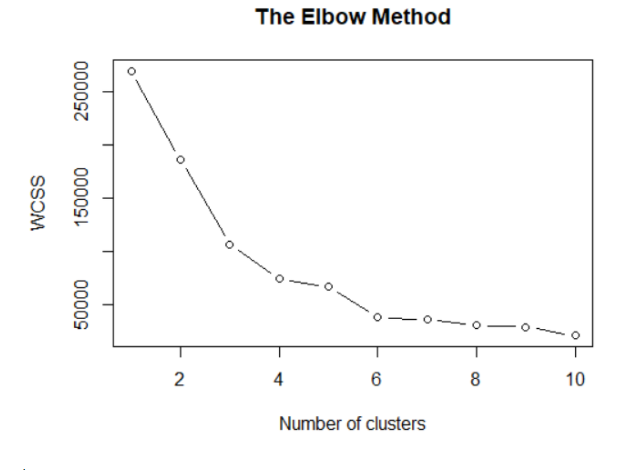 The Elbow Method
WCSS
250000
150000
50000
2 4 6 8 10
Number of clusters